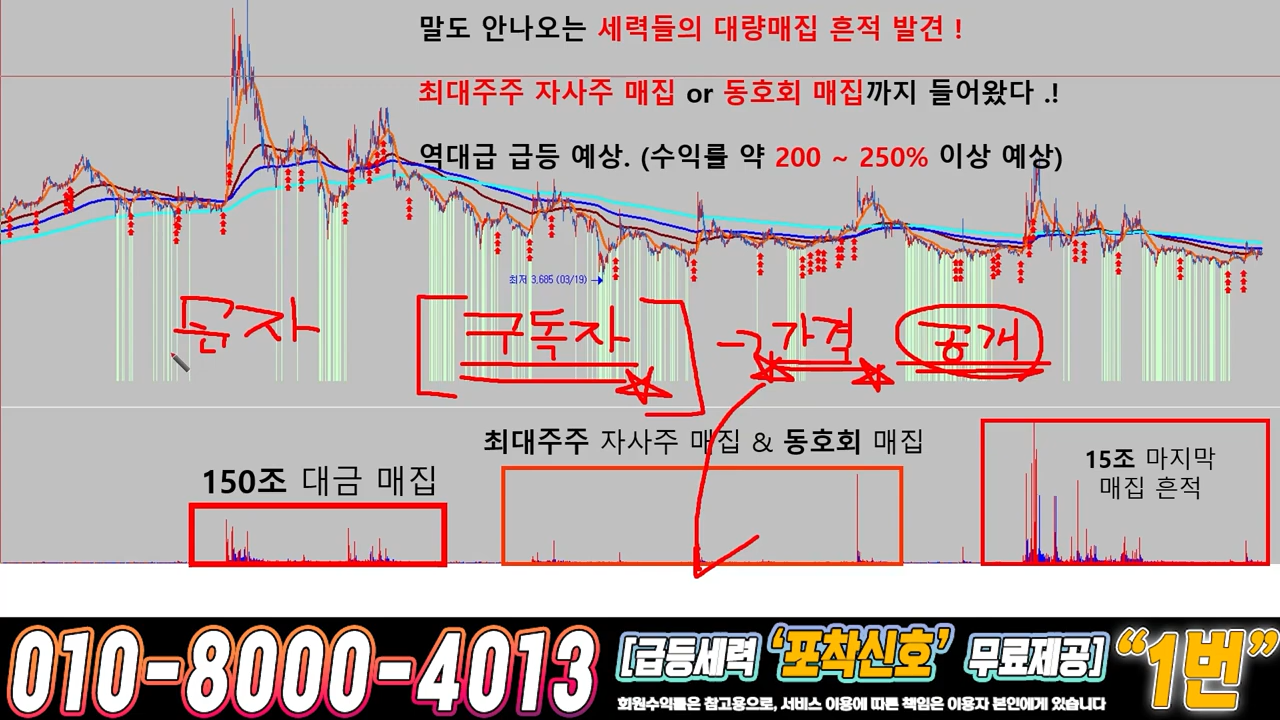 말도 안나오는 세력들의 대량매집 흔적 발견 !
최대주주 자사주 매집 or 동호회 매집까지 들어왔다 .!
역대급 급등 예상. (수익률 약 200 ~ 250% 이상 예상)
최저 3,685 (03/19)
문자
구독자
가격
공개
최대주주 자사주 매집 & 동호회 매집
150조 대금 매집
15조 마지막
매집 흔적
010-8000-4013
[급등세력 '포착신호' 무료제공] "1번"
회원수익률은 참고용으로, 서비스 이용에 따른 책임은 이용자 본인에게 있습니다